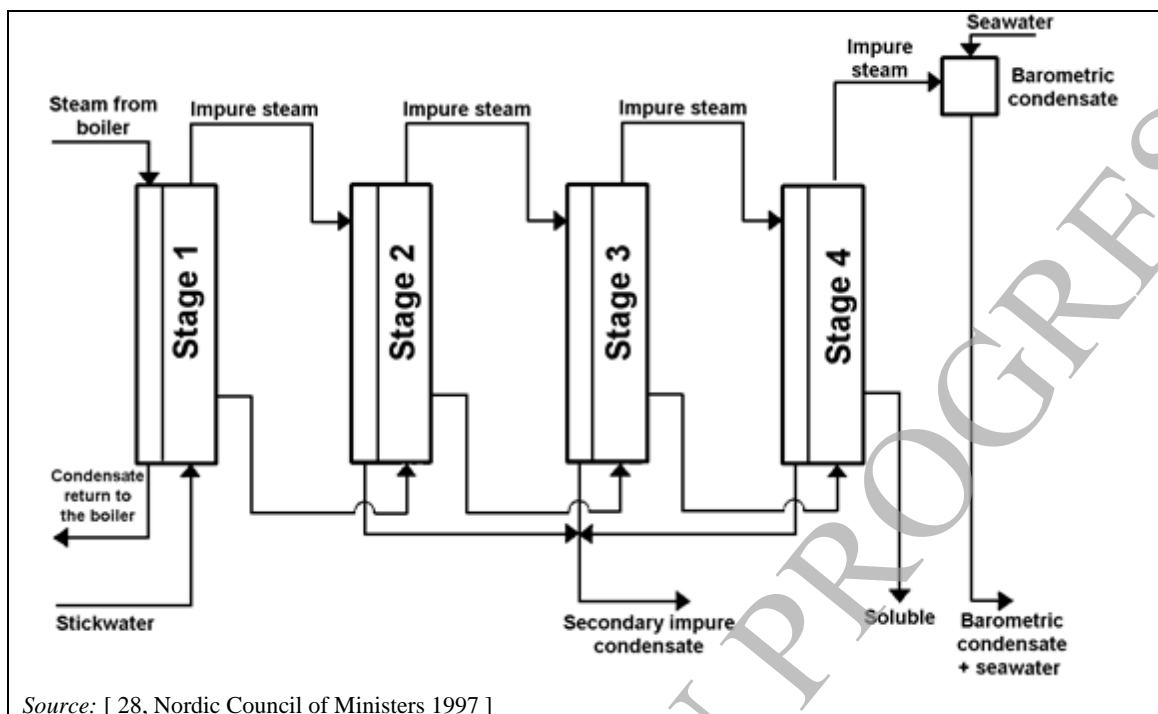 Seawater
Impure
steam
Barometric
condensate
Steam from
boiler
Impure steam
Impure steam
Impure steam
Stage 1
Stage 2
Stage 3
Stage 4
Condensate
return to
the boiler
Stickwater
Secondary impure
condensate
Soluble
Barometric
condensate
+ seawater
Source: [ 28, Nordic Council of Ministers 1997 ]
PROGRES